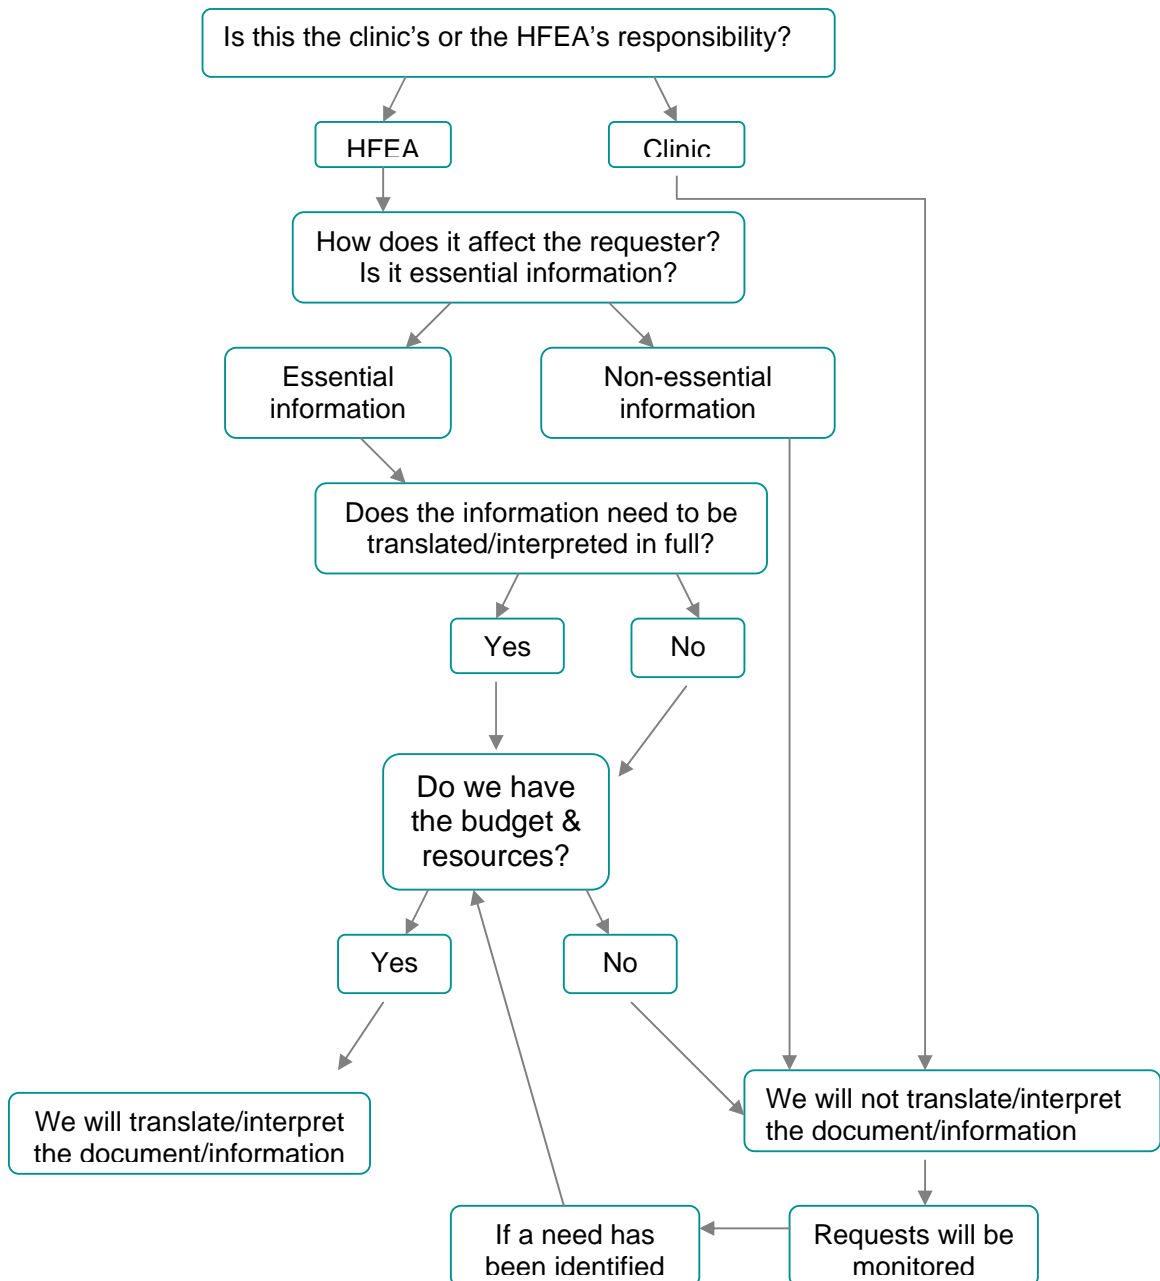 Is this the clinic’s or the HFEA’s responsibility?
HFEA
Clinic
How does it affect the requester?
Is it essential information?
Essential
information
Non-essential
information
Does the information need to be
translated/interpreted in full?
Yes
No
Do we have
the budget &
resources?
Yes
No
We will translate/interpret
the document/information
We will not translate/interpret
the document/information
If a need has
been identified
Requests will be
monitored